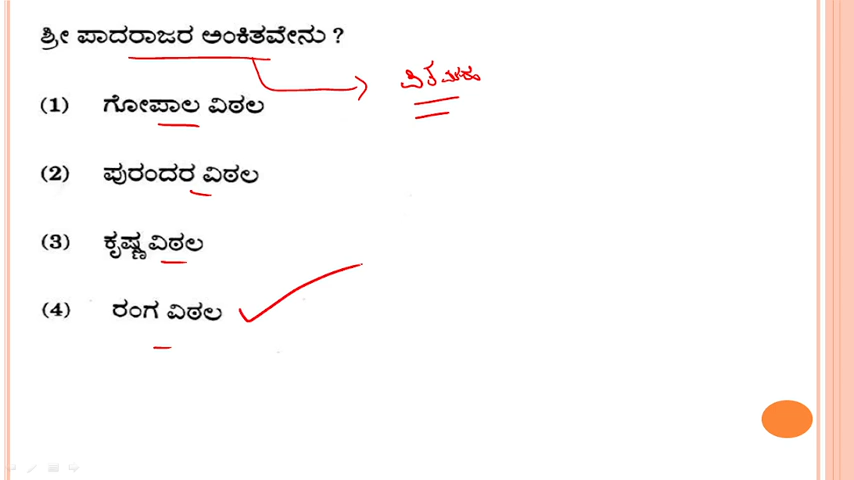 ಶ್ರೀ ಪಾದರಾಜರ ಅಂಕಿತವೇನು ?
(1) ಗೋಪಾಲ ವಿಠಲ
(2) ಪುರಂದರ ವಿಠಲ
(3) ಕೃಷ್ಣ ವಿಠಲ
(4) ರಂಗ ವಿಠಲ